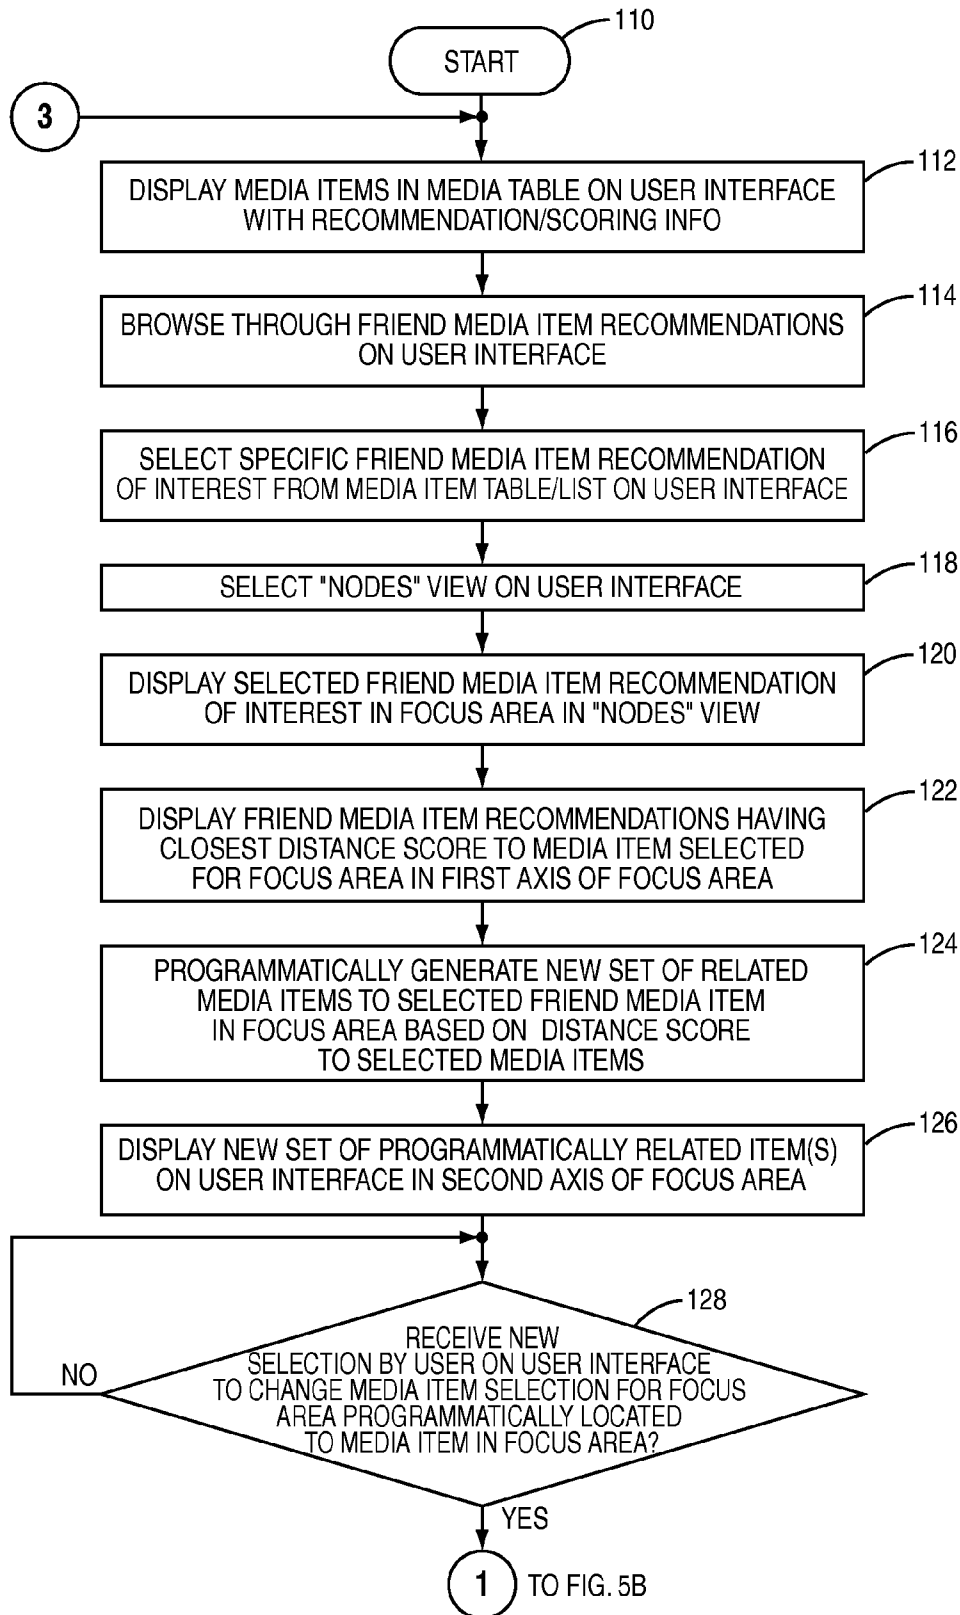 110
START
3
112
DISPLAY MEDIA ITEMS IN MEDIA TABLE ON USER INTERFACE
WITH RECOMMENDATION/SCORING INFO
114
BROWSE THROUGH FRIEND MEDIA ITEM RECOMMENDATIONS
ON USER INTERFACE
116
SELECT SPECIFIC FRIEND MEDIA ITEM RECOMMENDATION
OF INTEREST FROM MEDIA ITEM TABLE/LIST ON USER INTERFACE
118
SELECT "NODES" VIEW ON USER INTERFACE
120
DISPLAY SELECTED FRIEND MEDIA ITEM RECOMMENDATION
OF INTEREST IN FOCUS AREA IN "NODES" VIEW
122
DISPLAY FRIEND MEDIA ITEM RECOMMENDATIONS HAVING
CLOSEST DISTANCE SCORE TO MEDIA ITEM SELECTED
FOR FOCUS AREA IN FIRST AXIS OF FOCUS AREA
124
PROGRAMMATICALLY GENERATE NEW SET OF RELATED
MEDIA ITEMS TO SELECTED FRIEND MEDIA ITEM
IN FOCUS AREA BASED ON DISTANCE SCORE
TO SELECTED MEDIA ITEMS
126
DISPLAY NEW SET OF PROGRAMMATICALLY RELATED ITEM(S)
ON USER INTERFACE IN SECOND AXIS OF FOCUS AREA
128
RECEIVE NEW
SELECTION BY USER ON USER INTERFACE
TO CHANGE MEDIA ITEM SELECTION FOR FOCUS
AREA PROGRAMMATICALLY LOCATED
TO MEDIA ITEM IN FOCUS AREA?
NO
YES
1 TO FIG. 5B